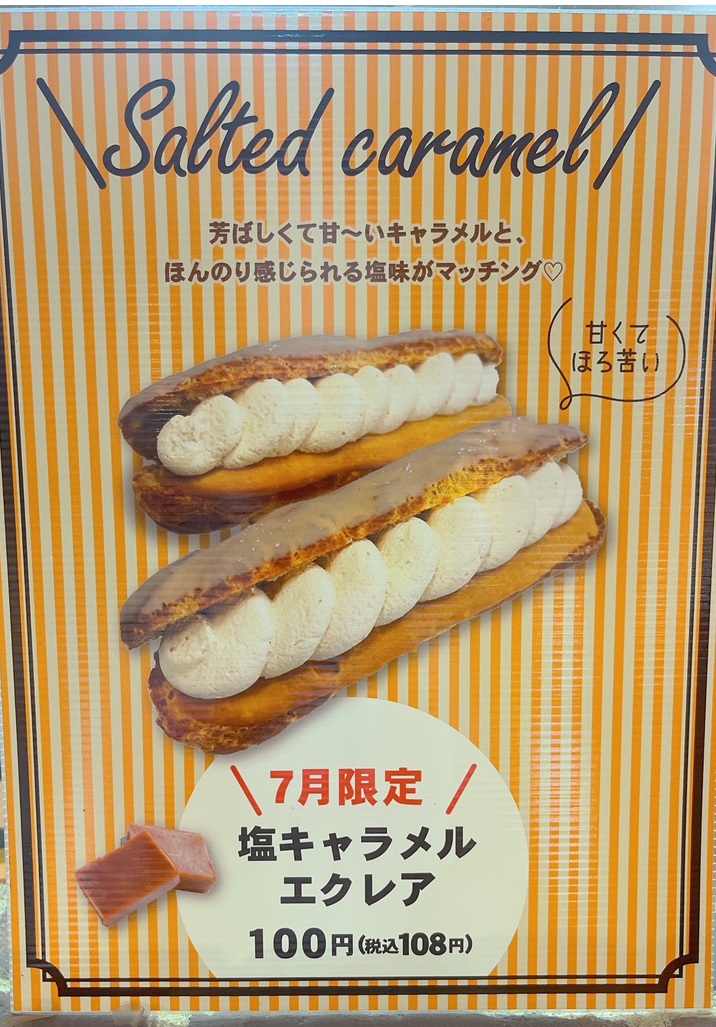 Salted caramel
芳ばしくて甘〜いキャラメルと、
ほんのり感じられる塩味がマッチング♡
甘くて
ほろ苦い
7月限定
塩キャラメル
エクレア
100円(税込108円)